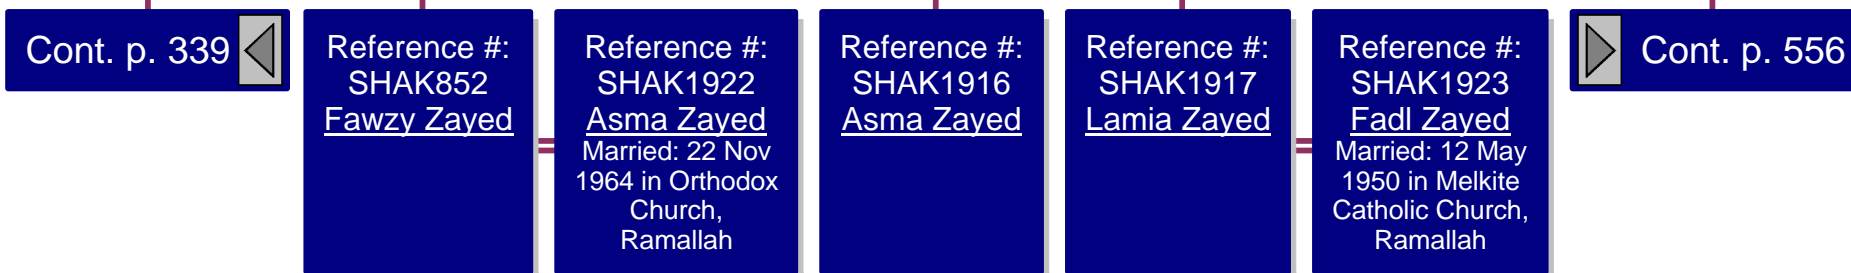 Cont. p. 339
Reference #:
SHAK852
Fawzy Zayed
Reference #:
SHAK1922
Asma Zayed
Married: 22 Nov
1964 in Orthodox
Church,
Ramallah
Reference #:
SHAK1916
Asma Zayed
Reference #:
SHAK1917
Lamia Zayed
Reference #:
SHAK1923
Fadl Zayed
Married: 12 May
1950 in Melkite
Catholic Church,
Ramallah
Cont. p. 556